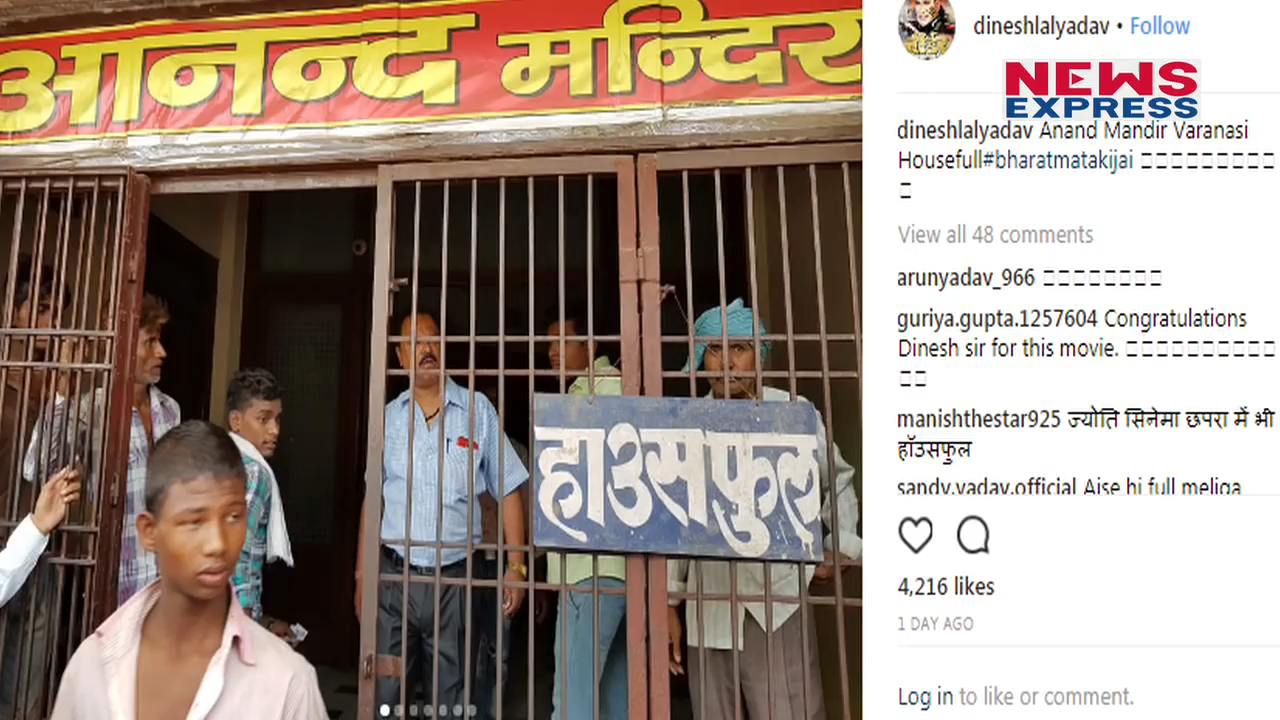 आनन्द मन्दिर
हाउसफुल
dineshlalyadav • Follow
NEWS
EXPRESS
dineshlalyadav Anand Mandir Varanasi
Housefull#bharatmatakijai
View all 48 comments
arunyadav_966
guriya.gupta.1257604 Congratulations
Dinesh sir for this movie.
manishthestar925 ज्योति सिनेमा छपरा में भी
हॉउसफुल
sandy.yadav.official Aise hi full meliga
4,216 likes
1 DAY AGO
Log in to like or comment.